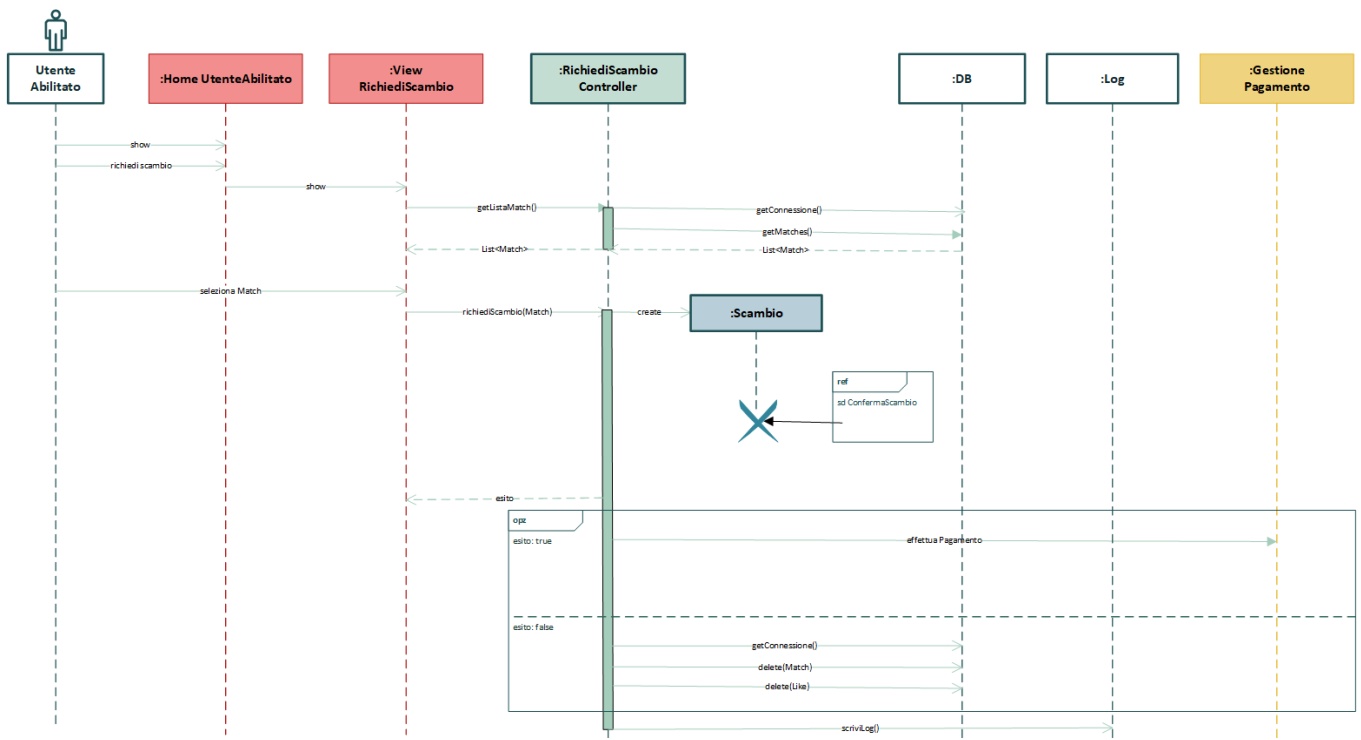 Utente
Abilitato
:Home UtenteAbilitato
:View
RichiediScambio
:RichiediScambio
Controller
:DB
:Log
:Gestione
Pagamento
show
richiedi scambio
show
getListaMatch()
getConnessione()
getMatches()
List<Match>
List<Match>
seleziona Match
richiediScambio(Match)
create
:Scambio
ref
sd ConfermaScambio
esito
opz
esito: true
effettua Pagamento
esito: false
getConnessione()
delete(Match)
delete(Like)
scriviLog()